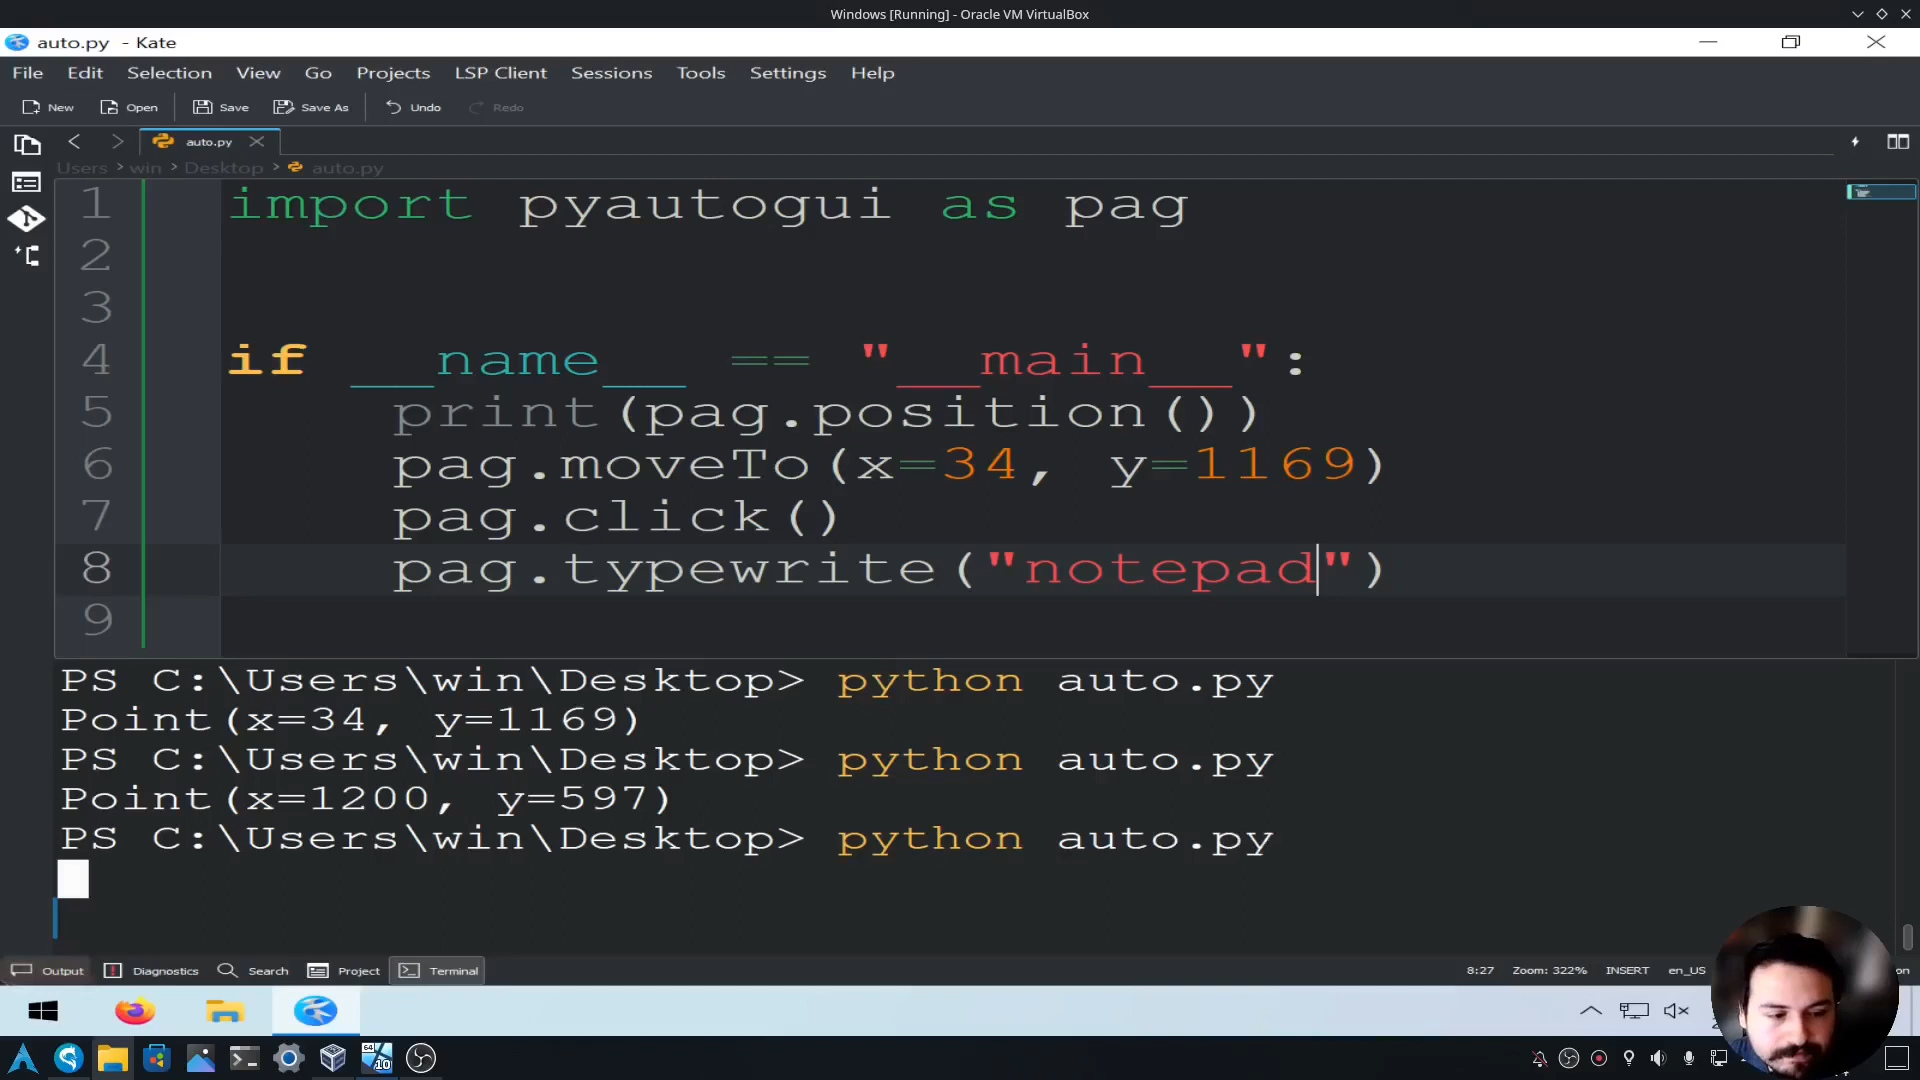 Windows [Running] - Oracle VM VirtualBox
auto.py - Kate
File Edit Selection View Go Projects LSP Client Sessions Tools Settings Help
New Open Save Save As Undo Redo
auto.py
Users > win > Desktop > auto.py
1 import pyautogui as pag
2
3
4 if __name__ == "__main__":
5 print(pag.position())
6 pag.moveTo(x=34, y=1169)
7 pag.click()
8 pag.typewrite("notepad")
9
PS C:\Users\win\Desktop> python auto.py
Point(x=34, y=1169)
PS C:\Users\win\Desktop> python auto.py
Point(x=1200, y=597)
PS C:\Users\win\Desktop> python auto.py
Output Diagnostics Search Project Terminal 8:27 Zoom: 322% INSERT en_US
64 10